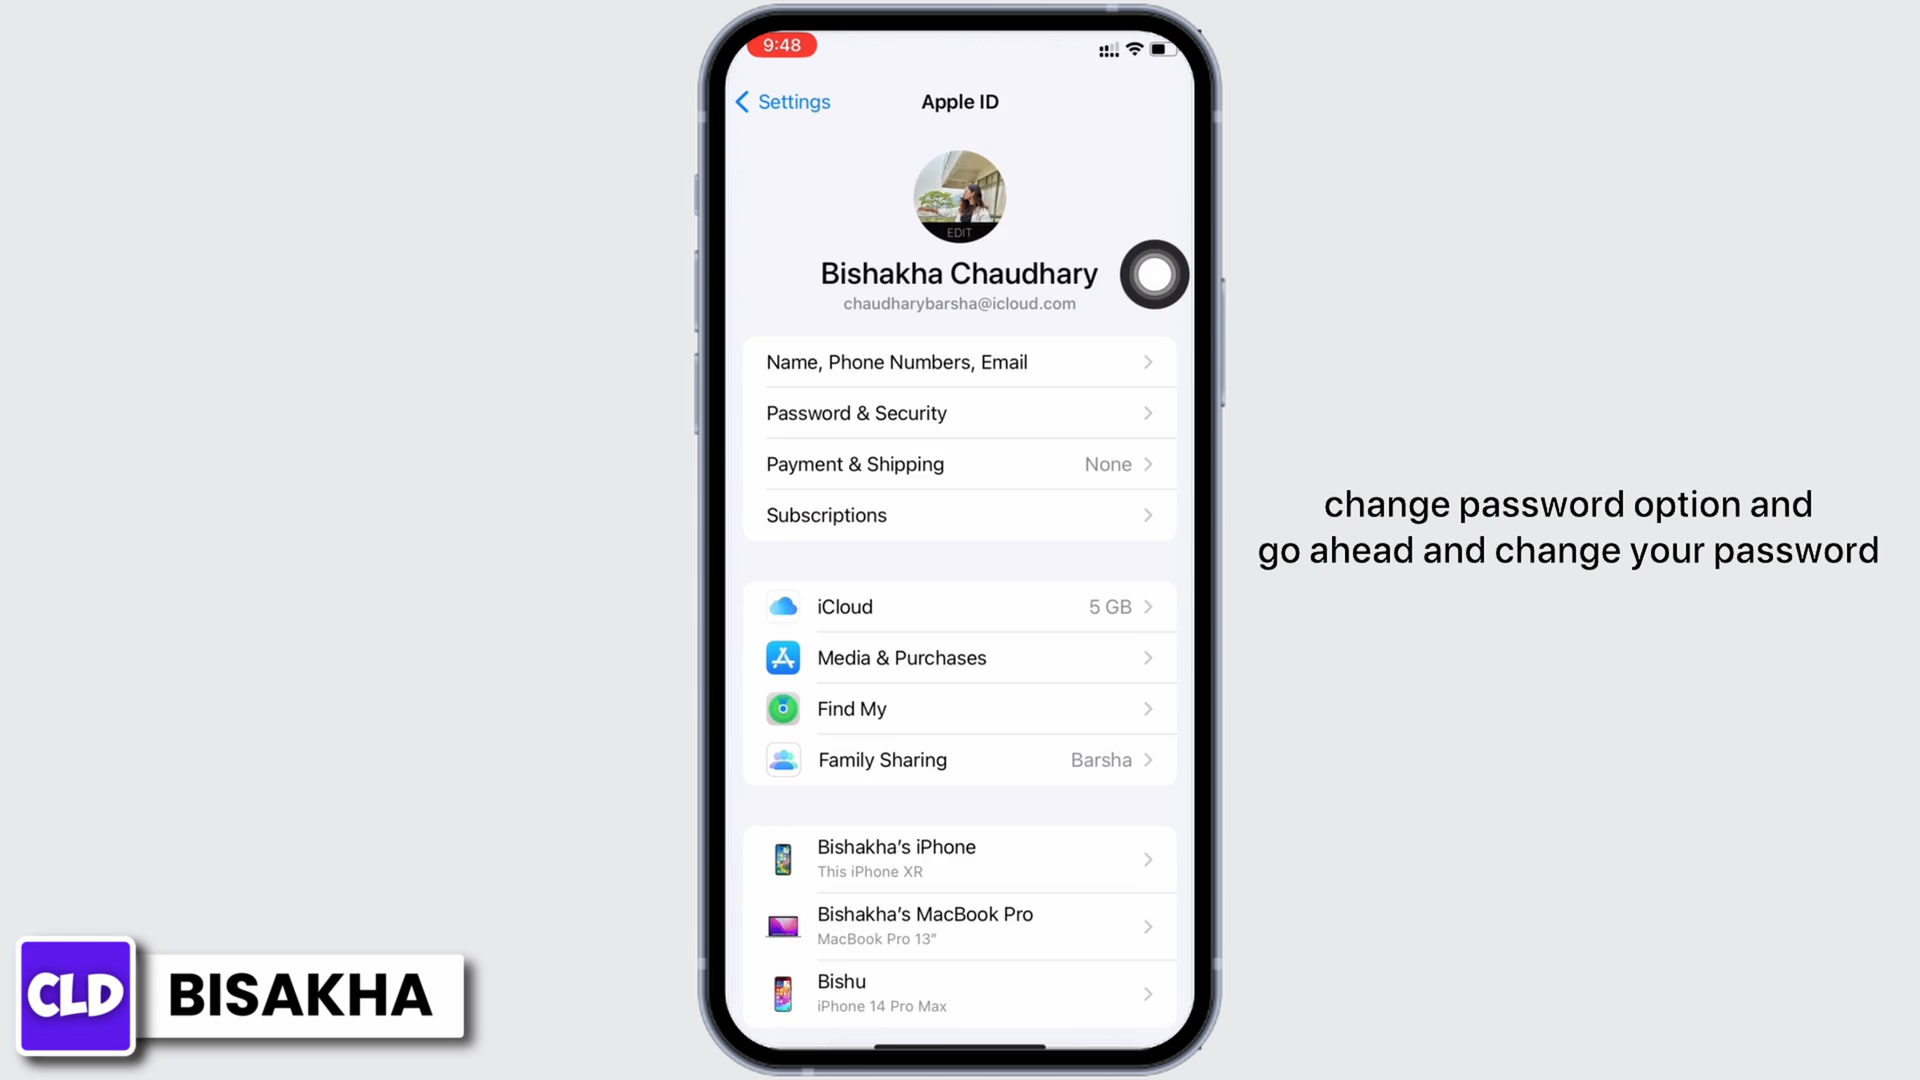 9:48
Settings
Apple ID
EDIT
Bishakha Chaudhary
chaudharybarsha@icloud.com
Name, Phone Numbers, Email
Password & Security
Payment & Shipping None
Subscriptions
iCloud 5 GB
Media & Purchases
Find My
Family Sharing Barsha
Bishakha’s iPhone
This iPhone XR
Bishakha’s MacBook Pro
MacBook Pro 13”
Bishu
iPhone 14 Pro Max
change password option and
go ahead and change your password
CLD
BISAKHA